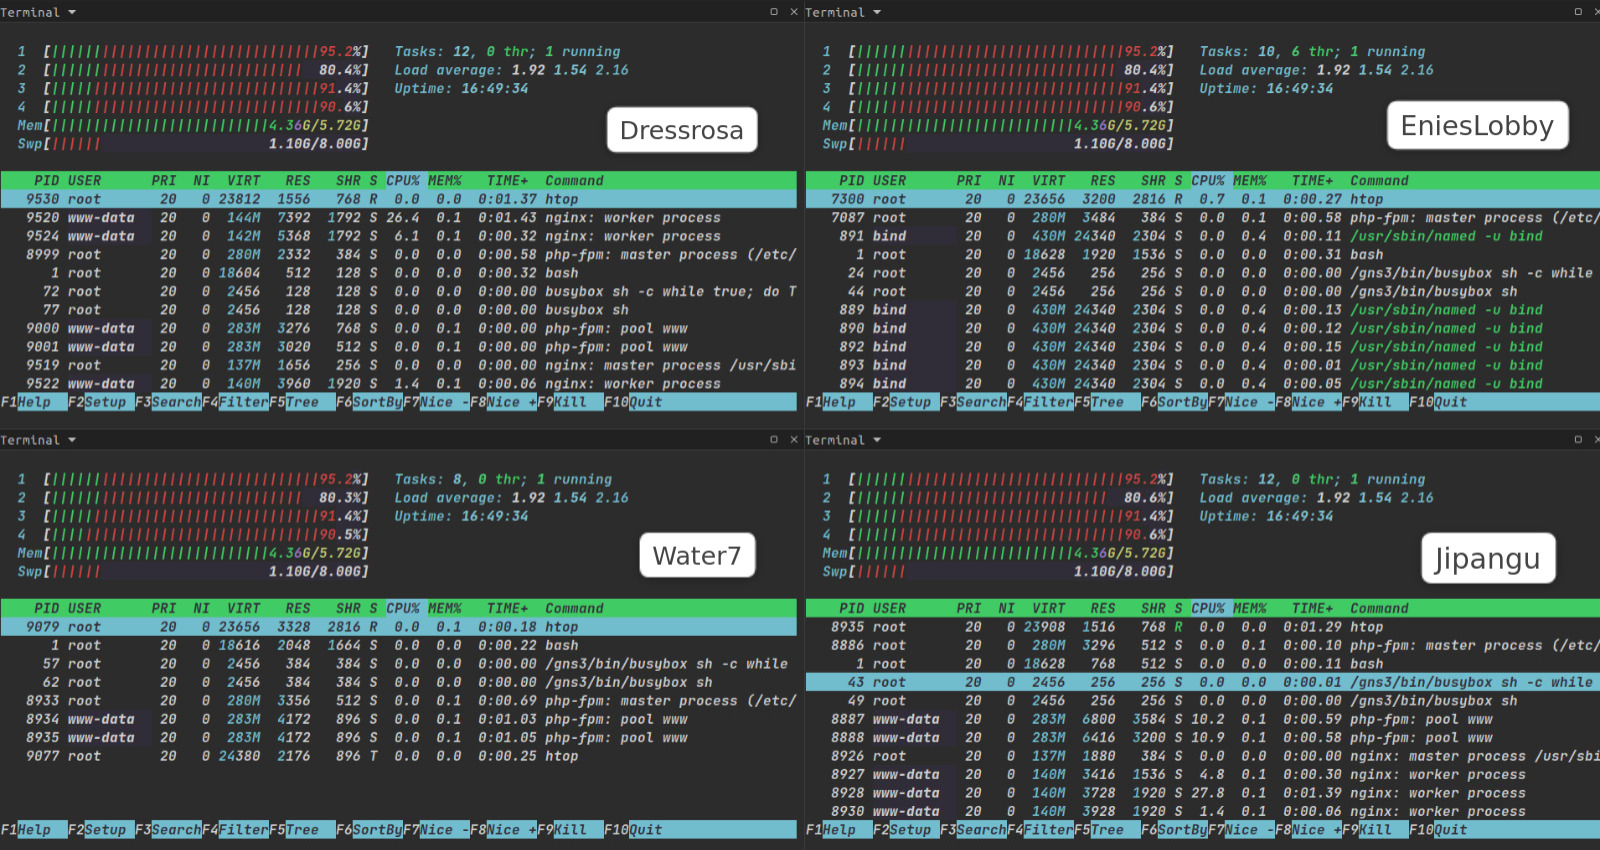 Terminal
1 [||||||||||||||||||||||||||||||||95.2%] Tasks: 12, 0 thr; 1 running
2 [|||||||||||||||||||||||||||||| 80.4%] Load average: 1.92 1.54 2.16
3 [||||||||||||||||||||||||||||||||91.4%] Uptime: 16:49:34
4 [||||||||||||||||||||||||||||||||90.6%]
Mem[||||||||||||||||||||||||||4.36G/5.72G]
Swp[|||||| 1.10G/8.00G]
Dressrosa
PID USER PRI NI VIRT RES SHR S CPU% MEM% TIME+ Command
9530 root 20 0 23812 1556 768 R 0.0 0.0 0:01.37 htop
9520 www-data 20 0 144M 7392 1792 S 26.4 0.1 0:01.43 nginx: worker process
9524 www-data 20 0 142M 5368 1792 S 6.1 0.1 0:00.32 nginx: worker process
8999 root 20 0 280M 2332 384 S 0.0 0.0 0:00.58 php-fpm: master process (/etc/
1 root 20 0 18604 512 128 S 0.0 0.0 0:00.32 bash
72 root 20 0 2456 128 128 S 0.0 0.0 0:00.00 busybox sh -c while true; do T
77 root 20 0 2456 128 128 S 0.0 0.0 0:00.00 busybox sh
9000 www-data 20 0 283M 3276 768 S 0.0 0.1 0:00.00 php-fpm: pool www
9001 www-data 20 0 283M 3020 512 S 0.0 0.1 0:00.00 php-fpm: pool www
9519 root 20 0 137M 1656 256 S 0.0 0.0 0:00.00 nginx: master process /usr/sbi
9522 www-data 20 0 140M 3960 1920 S 1.4 0.1 0:00.06 nginx: worker process
F1Help F2Setup F3SearchF4FilterF5Tree F6SortByF7Nice -F8Nice +F9Kill F10Quit
Terminal
1 [||||||||||||||||||||||||||||||||95.2%] Tasks: 10, 6 thr; 1 running
2 [||||||||||||||||||||||||||||||| 80.4%] Load average: 1.92 1.54 2.16
3 [||||||||||||||||||||||||||||||||91.4%] Uptime: 16:49:34
4 [||||||||||||||||||||||||||||||||90.6%]
Mem[||||||||||||||||||||||||||4.36G/5.72G]
Swp[|||||| 1.10G/8.00G]
EniesLobby
PID USER PRI NI VIRT RES SHR S CPU% MEM% TIME+ Command
7300 root 20 0 23656 3200 2816 R 0.7 0.1 0:00.27 htop
7087 root 20 0 280M 3484 384 S 0.0 0.1 0:00.58 php-fpm: master process (/etc/
891 bind 20 0 430M 24340 2304 S 0.0 0.4 0:00.11 /usr/sbin/named -u bind
1 root 20 0 18628 1920 1536 S 0.0 0.0 0:00.31 bash
24 root 20 0 2456 256 256 S 0.0 0.0 0:00.00 /gns3/bin/busybox sh -c while
44 root 20 0 2456 256 256 S 0.0 0.0 0:00.00 /gns3/bin/busybox sh
889 bind 20 0 430M 24340 2304 S 0.0 0.4 0:00.13 /usr/sbin/named -u bind
890 bind 20 0 430M 24340 2304 S 0.0 0.4 0:00.12 /usr/sbin/named -u bind
892 bind 20 0 430M 24340 2304 S 0.0 0.4 0:00.15 /usr/sbin/named -u bind
893 bind 20 0 430M 24340 2304 S 0.0 0.4 0:00.01 /usr/sbin/named -u bind
894 bind 20 0 430M 24340 2304 S 0.0 0.4 0:00.05 /usr/sbin/named -u bind
F1Help F2Setup F3SearchF4FilterF5Tree F6SortByF7Nice -F8Nice +F9Kill F10Quit
Terminal
1 [||||||||||||||||||||||||||||||||95.2%] Tasks: 8, 0 thr; 1 running
2 [|||||||||||||||||||||||||||||| 80.3%] Load average: 1.92 1.54 2.16
3 [||||||||||||||||||||||||||||||||91.4%] Uptime: 16:49:34
4 [||||||||||||||||||||||||||||||||90.5%]
Mem[||||||||||||||||||||||||||4.36G/5.72G]
Swp[|||||| 1.10G/8.00G]
Water7
PID USER PRI NI VIRT RES SHR S CPU% MEM% TIME+ Command
9079 root 20 0 23656 3328 2816 R 0.0 0.1 0:00.18 htop
1 root 20 0 18616 2048 1664 S 0.0 0.0 0:00.22 bash
57 root 20 0 2456 384 384 S 0.0 0.0 0:00.00 /gns3/bin/busybox sh -c while
62 root 20 0 2456 384 384 S 0.0 0.0 0:00.00 /gns3/bin/busybox sh
8933 root 20 0 280M 3356 512 S 0.0 0.1 0:00.69 php-fpm: master process (/etc/
8934 www-data 20 0 283M 4172 896 S 0.0 0.1 0:01.03 php-fpm: pool www
8935 www-data 20 0 283M 4172 896 S 0.0 0.1 0:01.05 php-fpm: pool www
9077 root 20 0 24380 2176 896 T 0.0 0.0 0:00.25 htop
F1Help F2Setup F3SearchF4FilterF5Tree F6SortByF7Nice -F8Nice +F9Kill F10Quit
Terminal
1 [||||||||||||||||||||||||||||||||95.2%] Tasks: 12, 0 thr; 1 running
2 [|||||||||||||||||||||||||||||| 80.6%] Load average: 1.92 1.54 2.16
3 [||||||||||||||||||||||||||||||||91.4%] Uptime: 16:49:34
4 [||||||||||||||||||||||||||||||||90.6%]
Mem[||||||||||||||||||||||||||4.36G/5.72G]
Swp[|||||| 1.10G/8.00G]
Jipangu
PID USER PRI NI VIRT RES SHR S CPU% MEM% TIME+ Command
8935 root 20 0 23908 1516 768 R 0.0 0.0 0:01.29 htop
8886 root 20 0 280M 3296 512 S 0.0 0.1 0:00.10 php-fpm: master process (/etc/
1 root 20 0 18628 768 512 S 0.0 0.0 0:00.11 bash
43 root 20 0 2456 256 256 S 0.0 0.0 0:00.01 /gns3/bin/busybox sh -c while
49 root 20 0 2456 256 256 S 0.0 0.0 0:00.00 /gns3/bin/busybox sh
8887 www-data 20 0 283M 6800 3584 S 10.2 0.1 0:00.59 php-fpm: pool www
8888 www-data 20 0 283M 6416 3200 S 10.9 0.1 0:00.58 php-fpm: pool www
8926 root 20 0 137M 1880 384 S 0.0 0.0 0:00.00 nginx: master process /usr/sbi
8927 www-data 20 0 140M 3416 1536 S 4.8 0.1 0:00.30 nginx: worker process
8928 www-data 20 0 140M 3728 1920 S 27.8 0.1 0:01.39 nginx: worker process
8930 www-data 20 0 140M 3928 1920 S 1.4 0.1 0:00.06 nginx: worker process
F1Help F2Setup F3SearchF4FilterF5Tree F6SortByF7Nice -F8Nice +F9Kill F10Quit